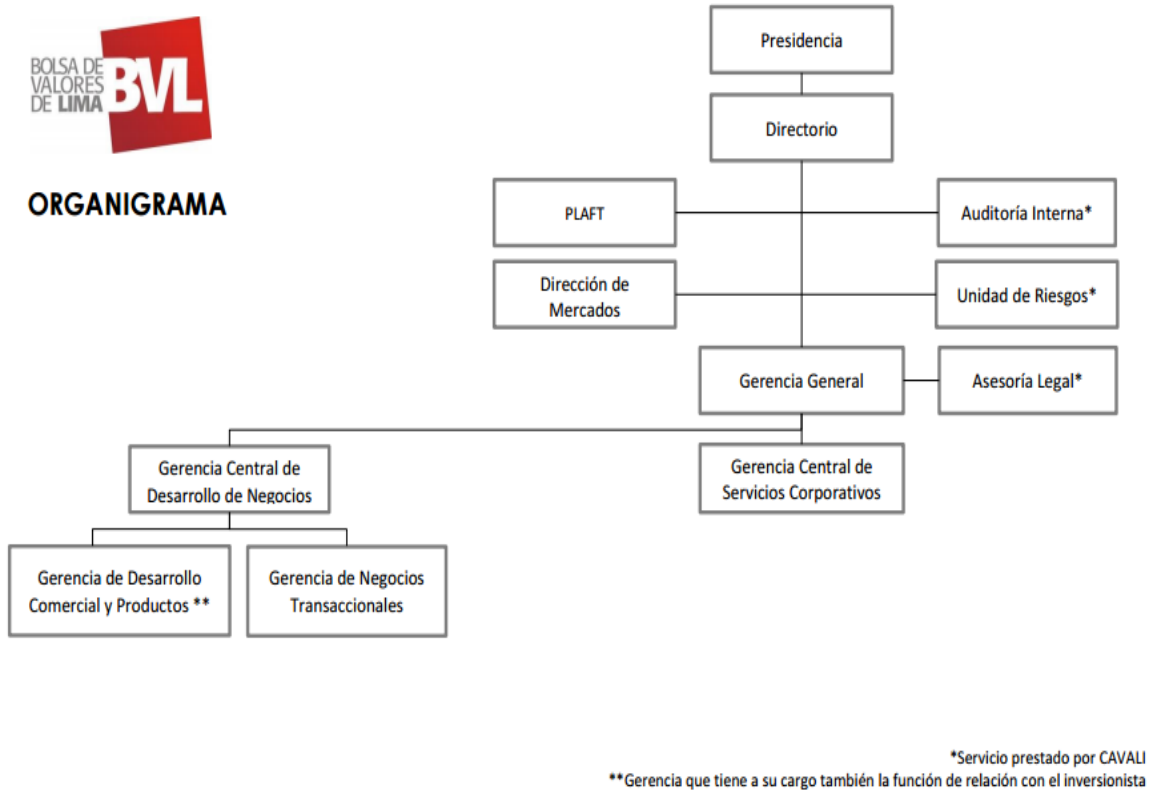 BOLSA DE
VALORES
DE LIMA
BVL
ORGANIGRAMA
Presidencia
Directorio
PLAFT
Auditoría Interna*
Dirección de
Mercados
Unidad de Riesgos*
Gerencia General
Asesoría Legal*
Gerencia Central de
Desarrollo de Negocios
Gerencia Central de
Servicios Corporativos
Gerencia de Desarrollo
Comercial y Productos **
Gerencia de Negocios
Transaccionales
*Servicio prestado por CAVALI
**Gerencia que tiene a su cargo también la función de relación con el inversionista